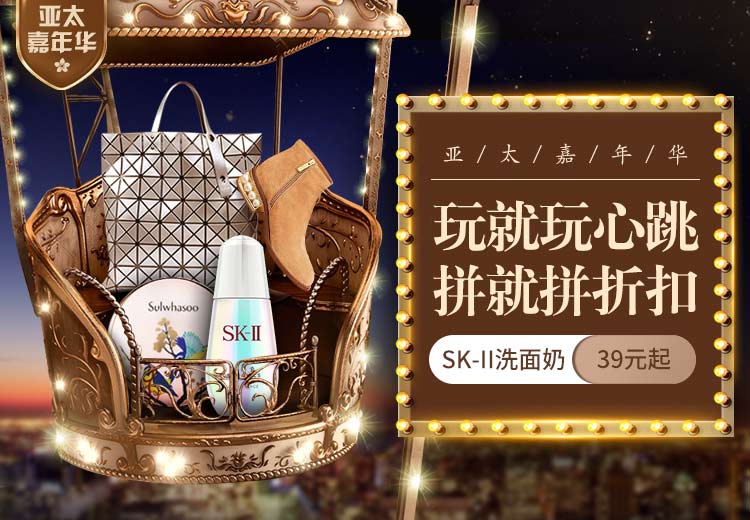 亚太
嘉年华
亚/太/嘉/年/华
玩就玩心跳
拼就拼折扣
SK-II洗面奶 39元起
Sulwhasoo
SK-II